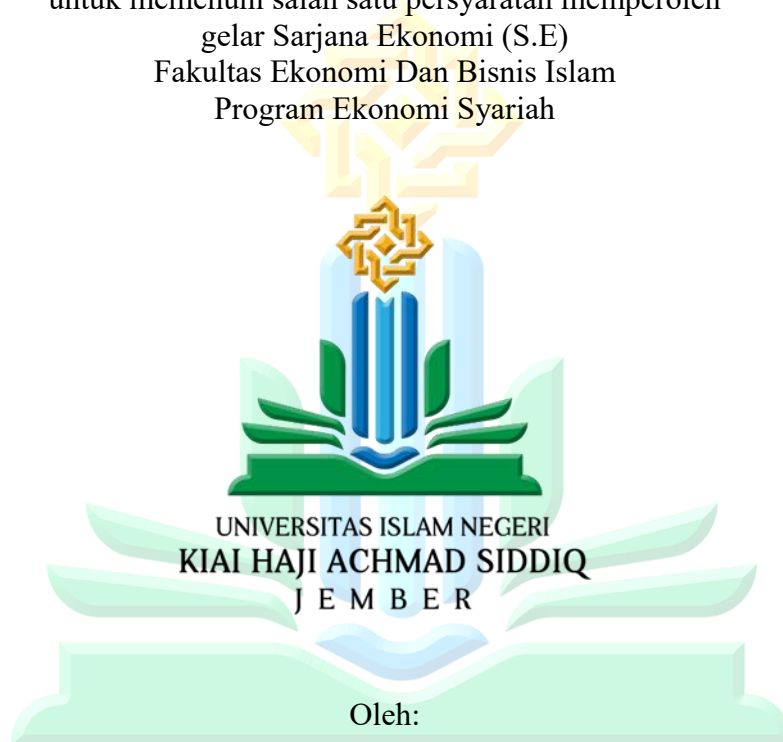 untuk memenuhi salah satu persyaratan memperoleh
gelar Sarjana Ekonomi (S.E)
Fakultas Ekonomi Dan Bisnis Islam
Program Ekonomi Syariah
UNIVERSITAS ISLAM NEGERI
KIAI HAJI ACHMAD SIDDIQ
J E M B E R
Oleh: